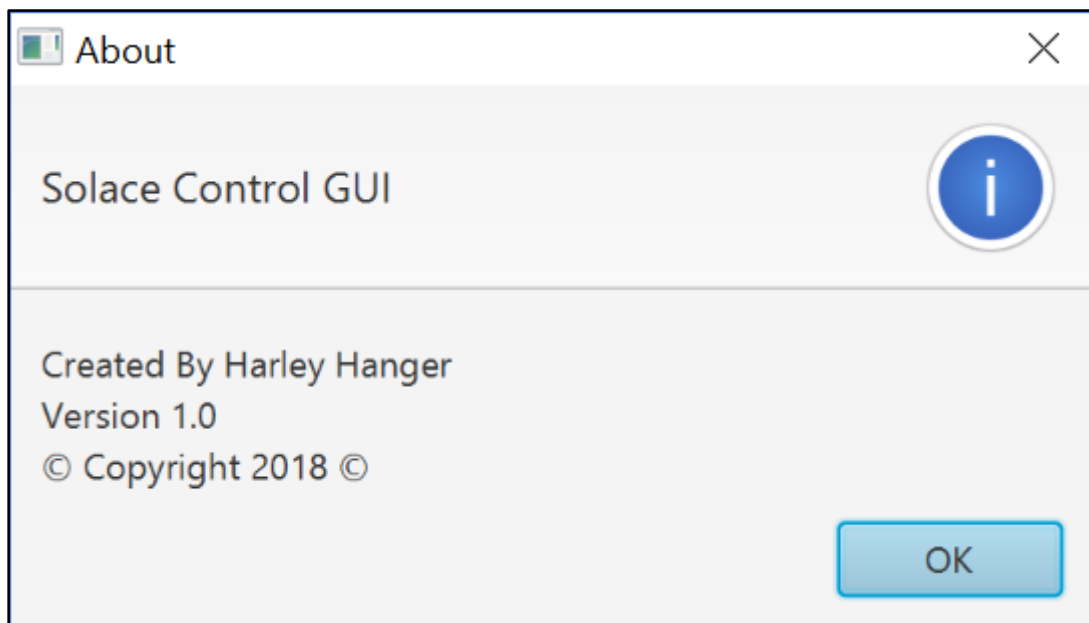 About
Solace Control GUI
i
Created By Harley Hanger
Version 1.0
© Copyright 2018 ©
OK